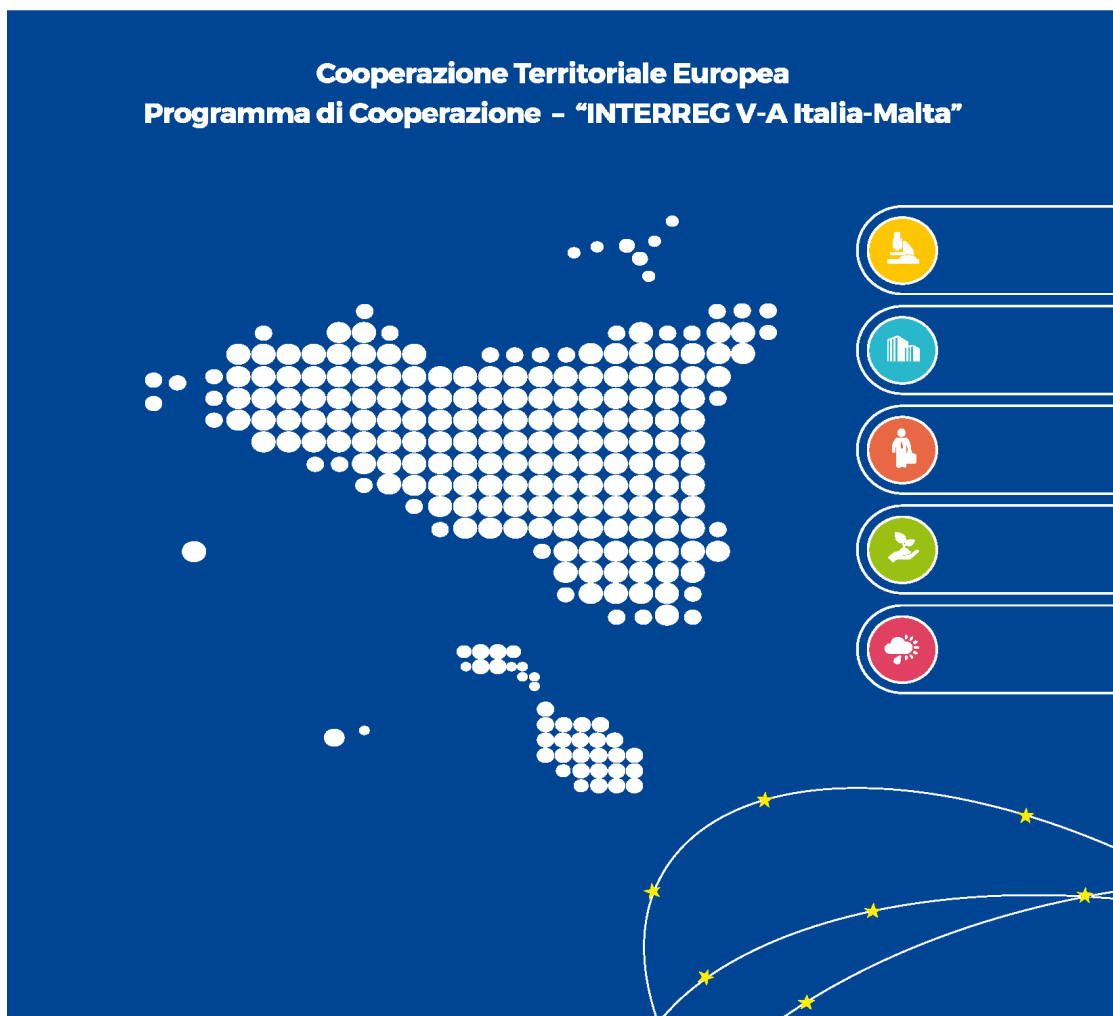 Cooperazione Territoriale Europea
Programma di Cooperazione – “INTERREG V-A Italia-Malta”